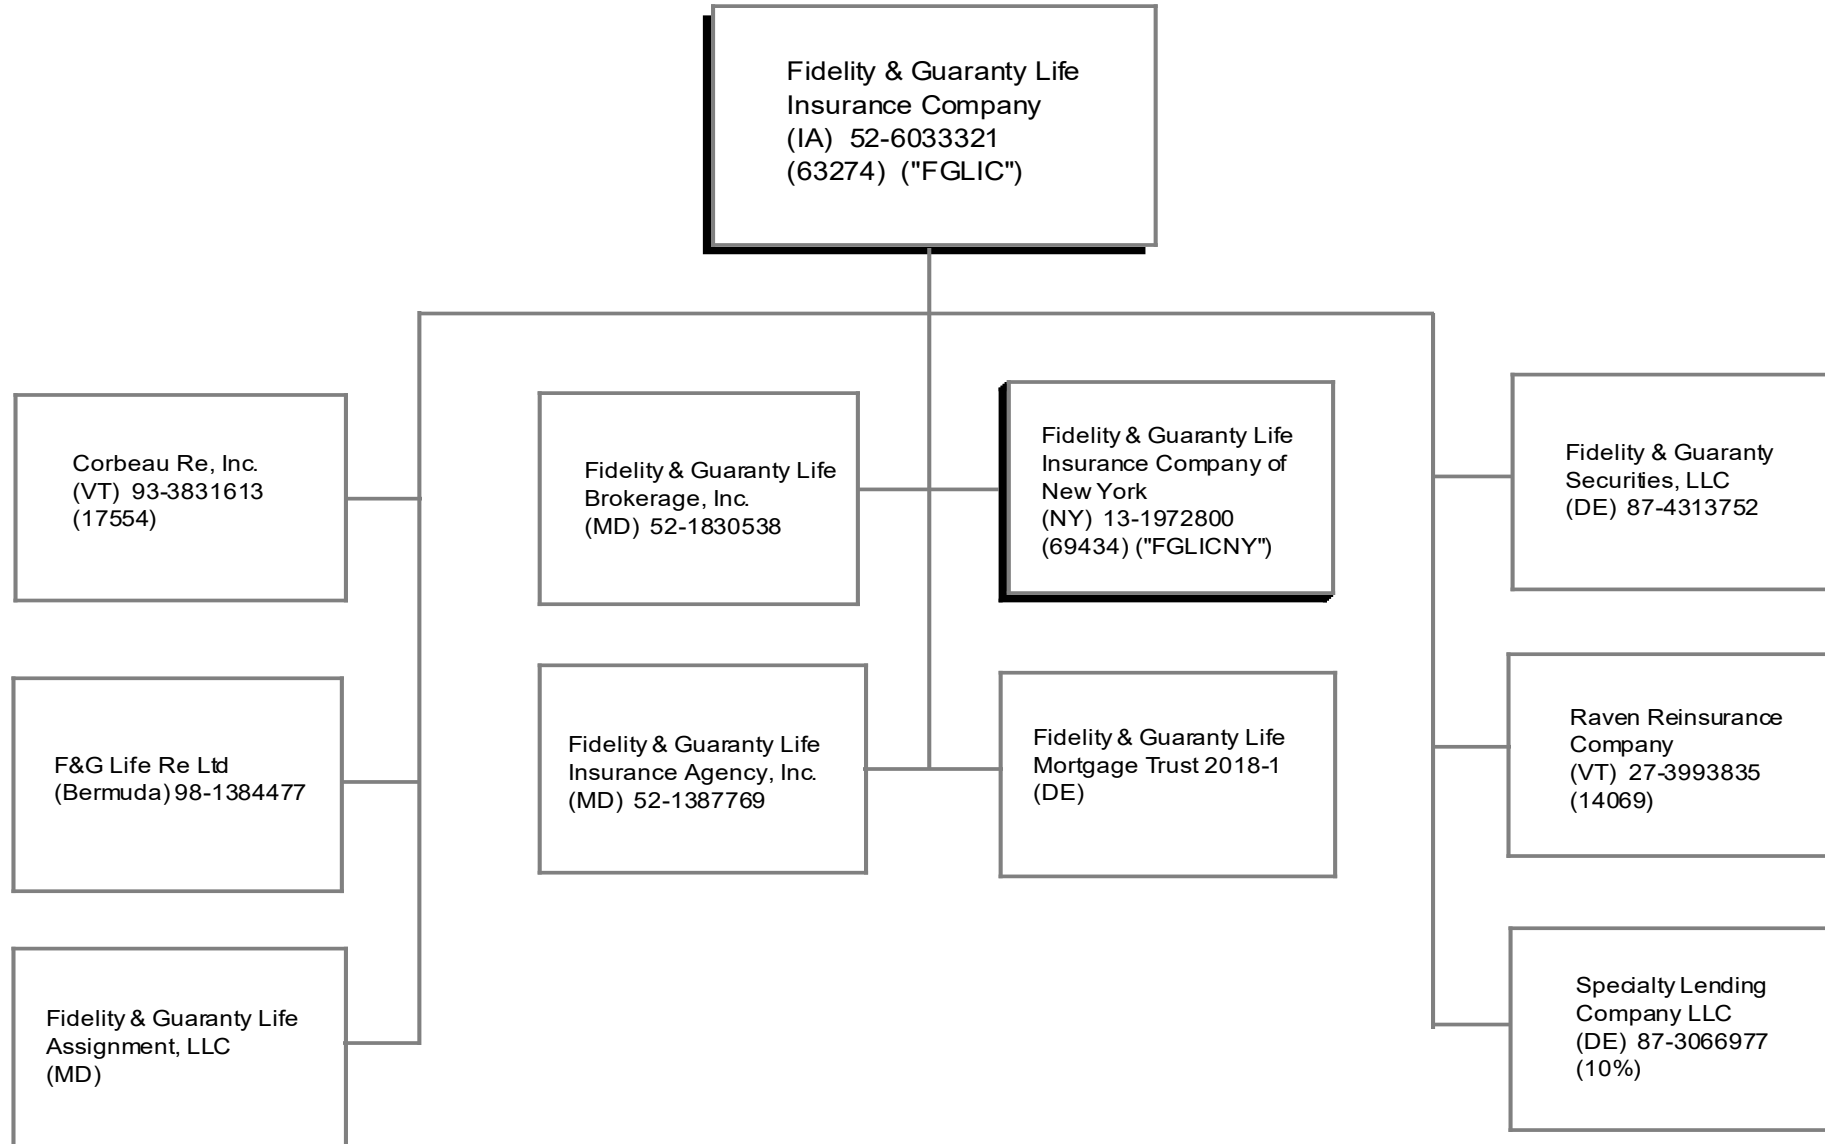 Fidelity & Guaranty Life
Insurance Company
(IA) 52-6033321
(63274) ("FGLIC")
Corbeau Re, Inc.
(VT) 93-3831613
(17554)
Fidelity & Guaranty Life
Brokerage, Inc.
(MD) 52-1830538
Fidelity & Guaranty Life
Insurance Company of
New York
(NY) 13-1972800
(69434) ("FGLICNY")
Fidelity & Guaranty
Securities, LLC
(DE) 87-4313752
F&G Life Re Ltd
(Bermuda) 98-1384477
Fidelity & Guaranty Life
Insurance Agency, Inc.
(MD) 52-1387769
Fidelity & Guaranty Life
Mortgage Trust 2018-1
(DE)
Raven Reinsurance
Company
(VT) 27-3993835
(14069)
Fidelity & Guaranty Life
Assignment, LLC
(MD)
Specialty Lending
Company LLC
(DE) 87-3066977
(10%)